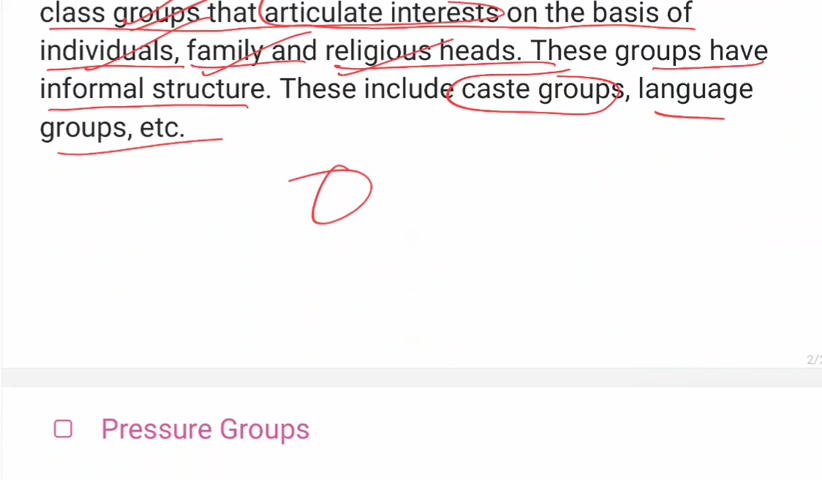 class groups that articulate interests on the basis of
individuals, family and religious heads. These groups have
informal structure. These include caste groups, language
groups, etc.
2/
Pressure Groups